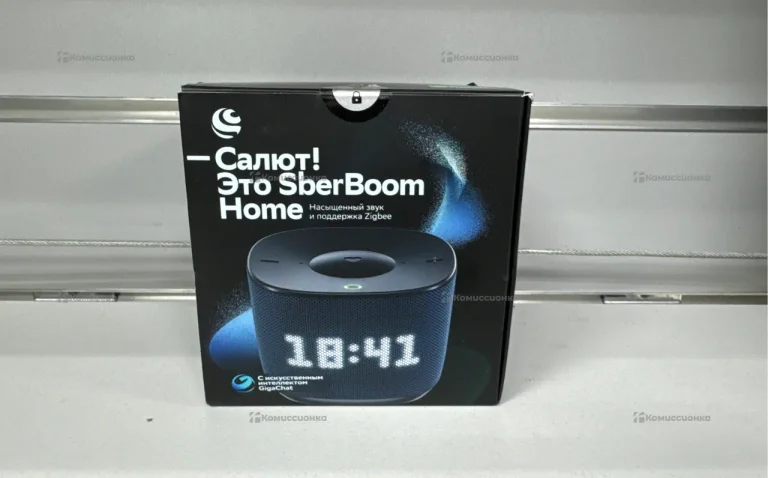 Комиссионка
Комиссионка
— Салют!
Это SberBoom
Home
Насыщенный звук
и поддержка Zigbee
18:41
С искусственным
интеллектом
GigaChat
Комиссионка
Комиссионка
Комиссионка
Комиссионка
Комиссионка